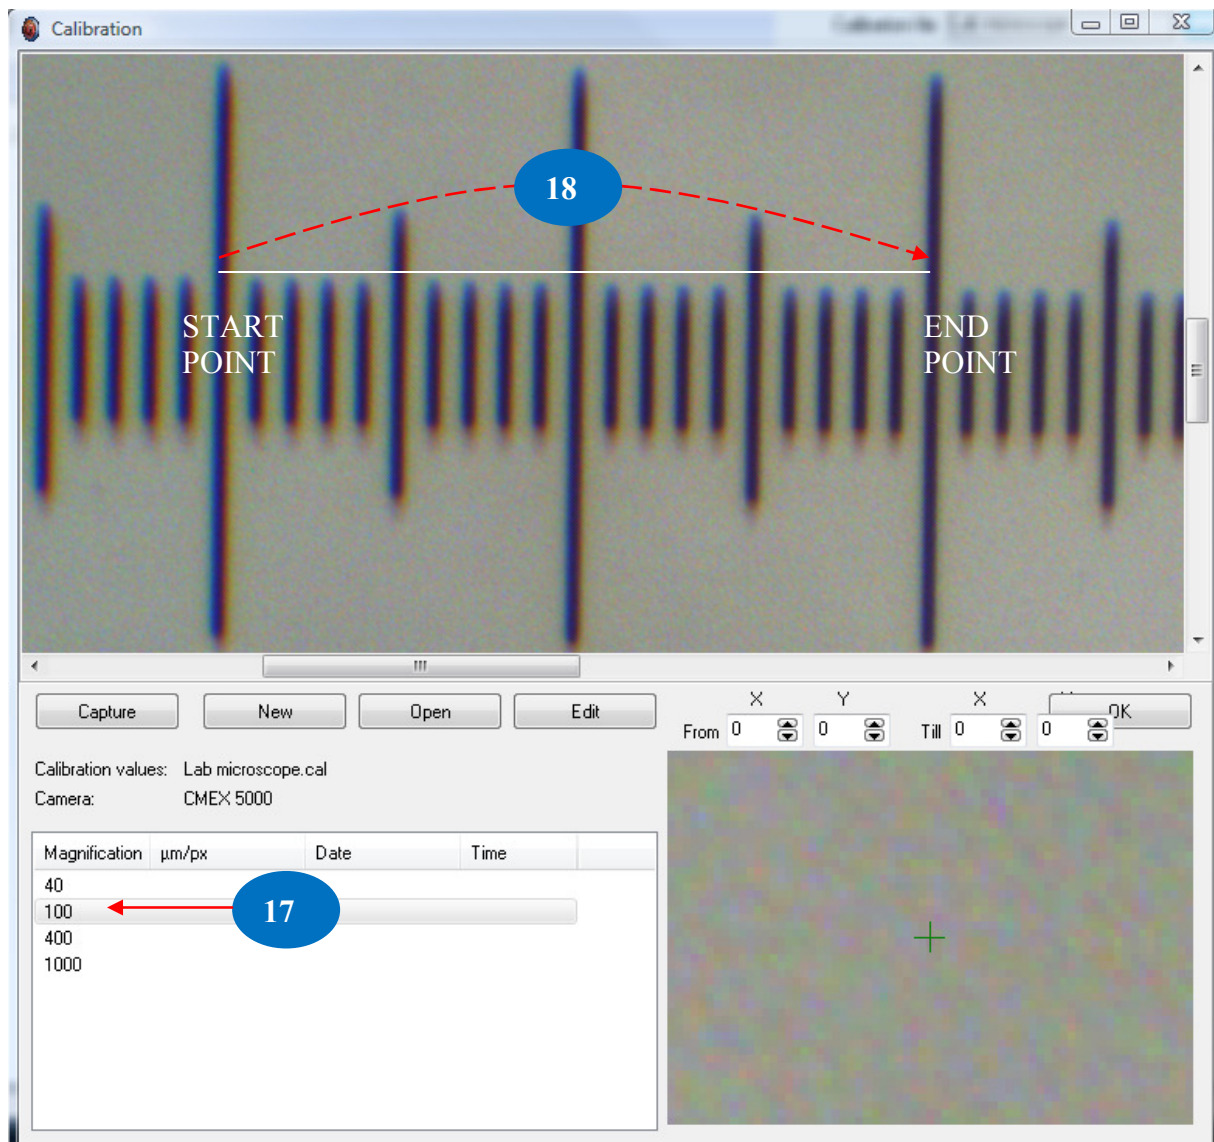 Calibration
18
START
POINT
END
POINT
Capture New Open Edit X Y X OK
From 0 0 Till 0 0
Calibration values: Lab microscope.cal
Camera: CMEX 5000
Magnification µm/px Date Time
40
100
17
400
1000